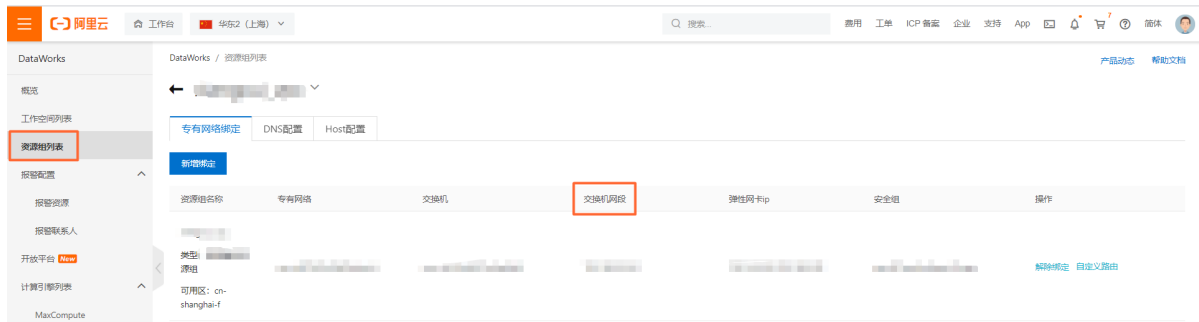 阿里云 工作台 华东2（上海） 搜索... 费用 工单 ICP 备案 企业 支持 App 7 简体
DataWorks
概览
工作空间列表
资源组列表
报警配置
报警资源
报警联系人
开放平台 New
计算引擎列表
MaxCompute
DataWorks / 资源组列表 产品动态 帮助文档
专有网络绑定 DNS配置 Host配置
新增绑定
资源组名称 专有网络 交换机 交换机网段 弹性网卡ip 安全组 操作
类型:
源组
可用区：cn-
shanghai-f
解除绑定 自定义路由